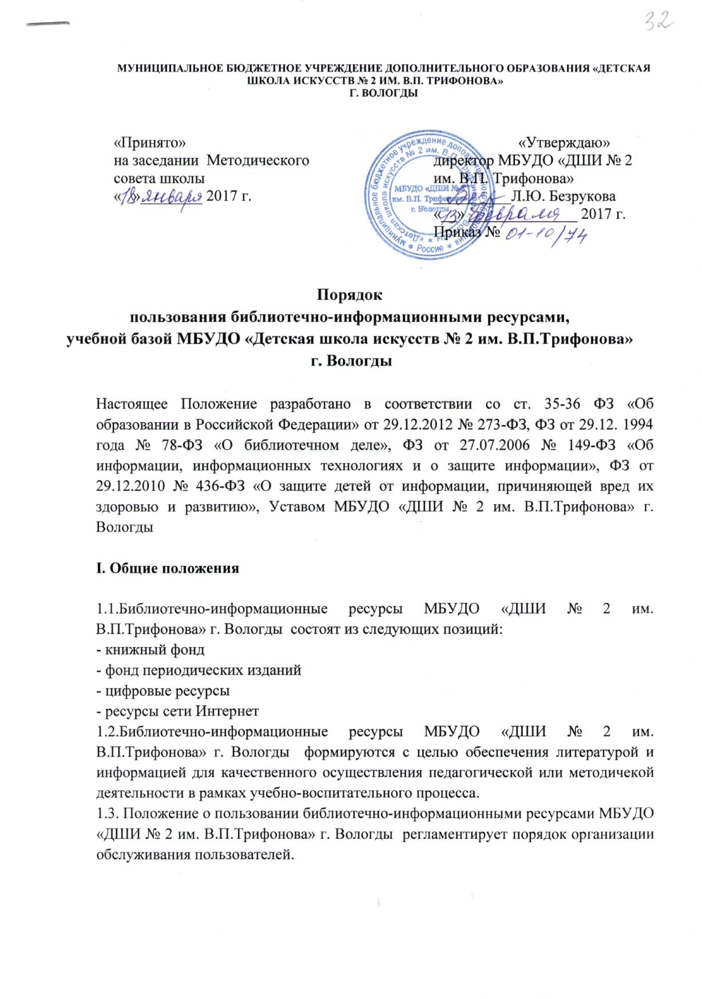 32
МУНИЦИПАЛЬНОЕ БЮДЖЕТНОЕ УЧРЕЖДЕНИЕ ДОПОЛНИТЕЛЬНОГО ОБРАЗОВАНИЯ «ДЕТСКАЯ
ШКОЛА ИСКУССТВ № 2 ИМ. В.П. ТРИФОНОВА»
Г. ВОЛОГДЫ
«Принято»
на заседании Методического
совета школы
«18» января 2017 г.
«Утверждаю»
директор МБУДО «ДШИ № 2
им. В.П. Трифонова»
Л.Ю. Безрукова
«13» февраля 2017 г.
Приказ № 01-10/74
муниципальное бюджетное учреждение дополнительного образования * Россия *
«Детская школа искусств № 2 им. В.П. Трифонова» г. Вологды *
МБУДО «ДШИ № 2
им. В.П. Трифонова»
г. Вологды
Порядок
пользования библиотечно-информационными ресурсами,
учебной базой МБУДО «Детская школа искусств № 2 им. В.П.Трифонова»
г. Вологды
Настоящее Положение разработано в соответствии со ст. 35-36 ФЗ «Об
образовании в Российской Федерации» от 29.12.2012 № 273-ФЗ, ФЗ от 29.12. 1994
года № 78-ФЗ «О библиотечном деле», ФЗ от 27.07.2006 № 149-ФЗ «Об
информации, информационных технологиях и о защите информации», ФЗ от
29.12.2010 № 436-ФЗ «О защите детей от информации, причиняющей вред их
здоровью и развитию», Уставом МБУДО «ДШИ № 2 им. В.П.Трифонова» г.
Вологды
I. Общие положения
1.1.Библиотечно-информационные ресурсы МБУДО «ДШИ № 2 им.
В.П.Трифонова» г. Вологды состоят из следующих позиций:
- книжный фонд
- фонд периодических изданий
- цифровые ресурсы
- ресурсы сети Интернет
1.2.Библиотечно-информационные ресурсы МБУДО «ДШИ № 2 им.
В.П.Трифонова» г. Вологды формируются с целью обеспечения литературой и
информацией для качественного осуществления педагогической или методичекой
деятельности в рамках учебно-воспитательного процесса.
1.3. Положение о пользовании библиотечно-информационными ресурсами МБУДО
«ДШИ № 2 им. В.П.Трифонова» г. Вологды регламентирует порядок организации
обслуживания пользователей.